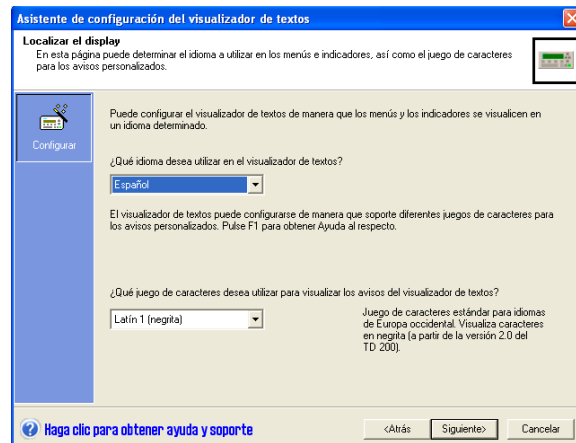 Asistente de configuración del visualizador de textos
Localizar el display
En esta página puede determinar el idioma a utilizar en los menús e indicadores, así como el juego de caracteres
para los avisos personalizados.
Configurar
Puede configurar el visualizador de textos de manera que los menús y los indicadores se visualicen en
un idioma determinado.
¿Qué idioma desea utilizar en el visualizador de textos?
Español
El visualizador de textos puede configurarse de manera que soporte diferentes juegos de caracteres para
los avisos personalizados. Pulse F1 para obtener Ayuda al respecto.
¿Qué juego de caracteres desea utilizar para visualizar los avisos del visualizador de textos?
Latín 1 (negrita)
Juego de caracteres estándar para idiomas
de Europa occidental. Visualiza caracteres
en negrita (a partir de la versión 2.0 del
TD 200).
Haga clic para obtener ayuda y soporte
<Atrás
Siguiente>
Cancelar